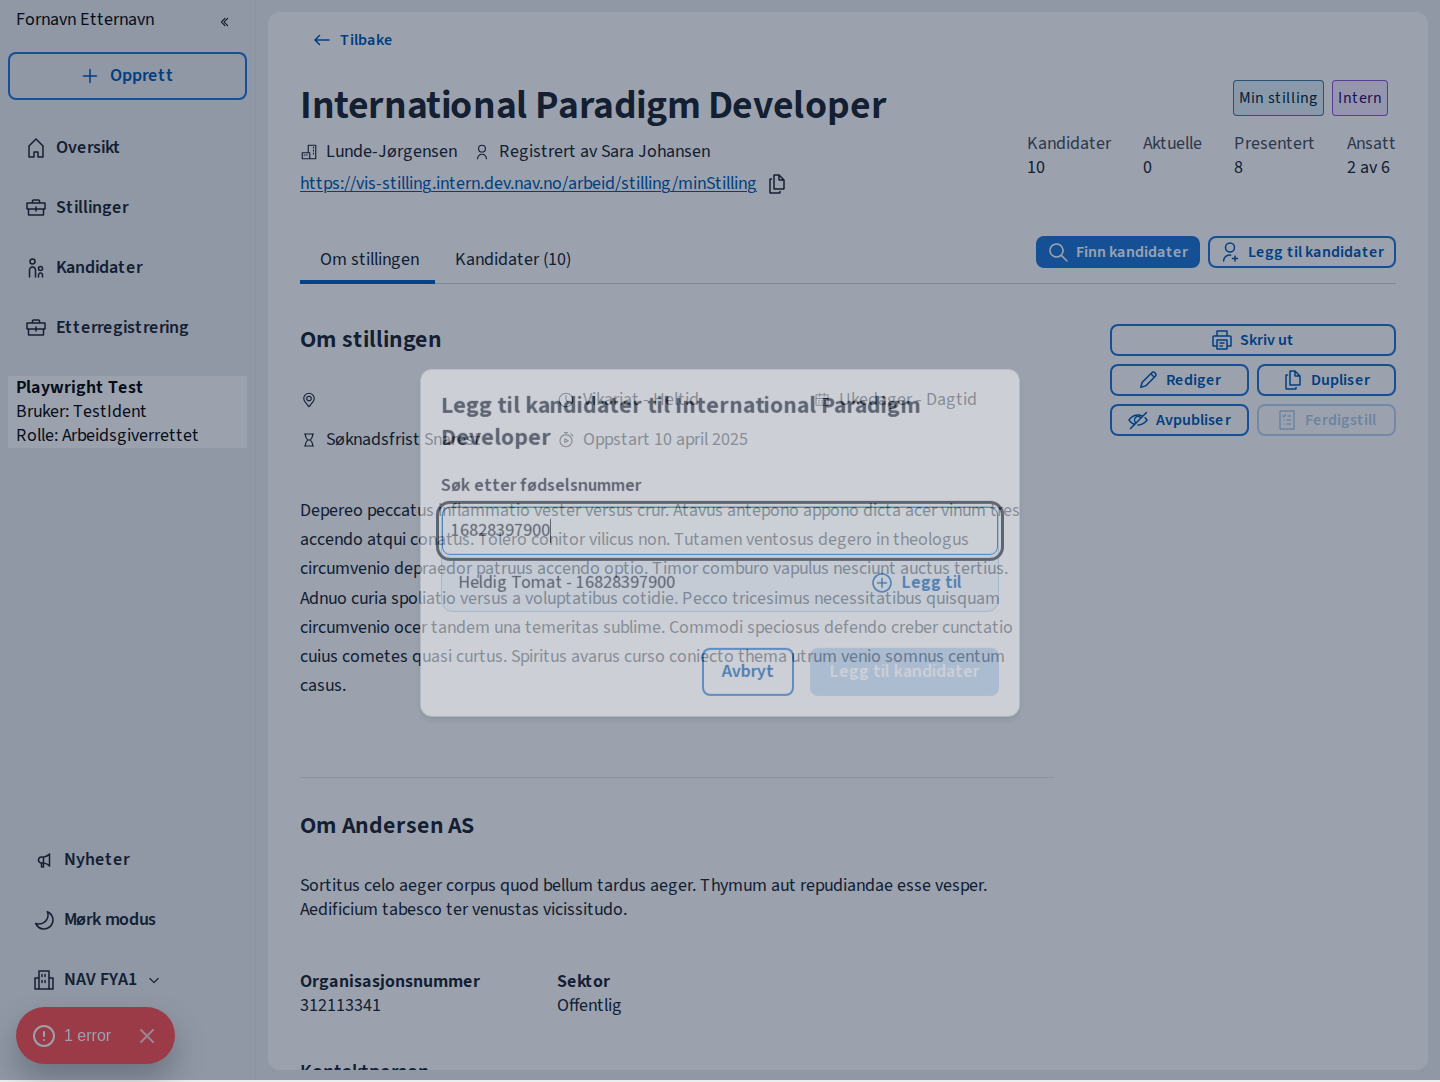 Fornavn Etternavn
Opprett
Oversikt
Stillinger
Kandidater
Etterregistrering
Playwright Test
Bruker: TestIdent
Rolle: Arbeidsgiverrettet
Nyheter
Mørk modus
NAV FYA1
1 error
Tilbake
International Paradigm Developer
Min stilling Intern
Lunde-Jørgensen Registrert av Sara Johansen
https://vis-stilling.intern.dev.nav.no/arbeid/stilling/minStilling
Kandidater Aktuelle Presentert Ansatt
10 0 8 2 av 6
Om stillingen Kandidater (10)
Finn kandidater Legg til kandidater
Om stillingen
Skriv ut
Rediger Dupliser
Avpubliser Ferdigstill
Vikariat - Heltid Ukedager - Dagtid
Søknadsfrist Snarest Oppstart 10 april 2025
Legg til kandidater til International Paradigm
Developer
Søk etter fødselsnummer
16828397900
Heldig Tomat - 16828397900 Legg til
Avbryt Legg til kandidater
Depereo peccatus inflammatio vester versus crur. Atavus antepono appono dicta acer vinum tres
accendo atqui conatus. Tolero conitor vilicus non. Tutamen ventosus degero in theologus
circumvenio depraedor patruus accendo optio. Timor comburo vapulus nesciunt auctus tertius.
Adnuo curia spoliatio versus a voluptatibus cotidie. Pecco tricesimus necessitatibus quisquam
circumvenio ocer tandem una temeritas sublime. Commodi speciosus defendo creber cunctatio
cuius cometes quasi curtus. Spiritus avarus curso coniecto thema utrum venio somnus centum
casus.
Om Andersen AS
Sortitus celo aeger corpus quod bellum tardus aeger. Thymum aut repudiandae esse vesper.
Aedificium tabesco ter venustas vicissitudo.
Organisasjonsnummer Sektor
312113341 Offentlig
Kontaktperson